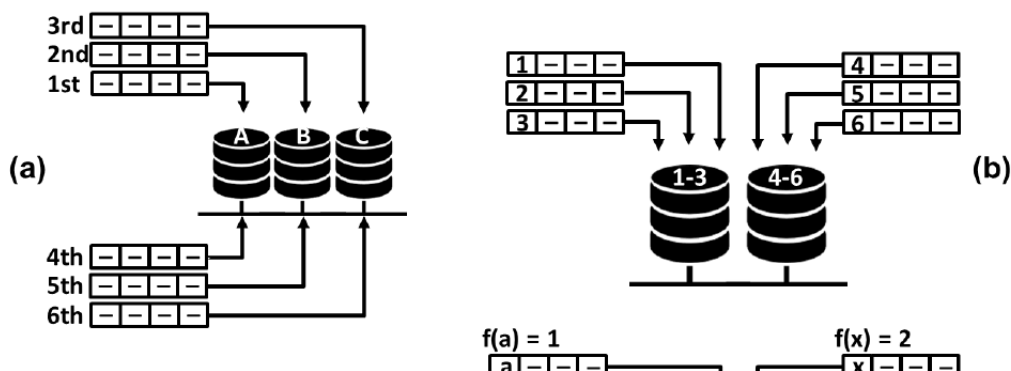 3rd – – – –
2nd – – – –
1st – – – –
A B C
(a)
4th – – – –
5th – – – –
6th – – – –
1 – – –
2 – – –
3 – – –
4 – – –
5 – – –
6 – – –
1-3 4-6
(b)
f(a) = 1
a – – –
f(x) = 2
x – – –